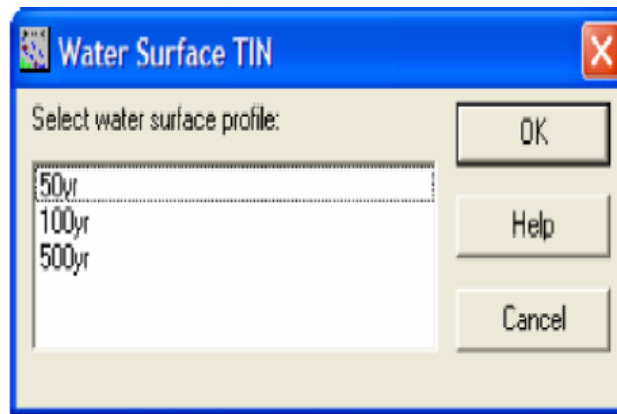 Water Surface TIN
Select water surface profile:
50yr
100yr
500yr
OK
Help
Cancel